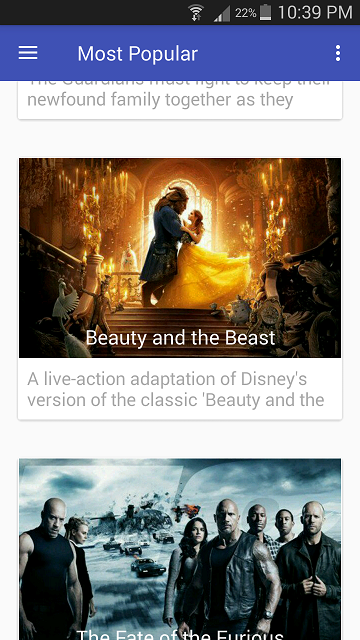 22% 10:39 PM
Most Popular
The Guardians must fight to keep their
newfound family together as they
Beauty and the Beast
A live-action adaptation of Disney's
version of the classic 'Beauty and the
The Fate of the Furious